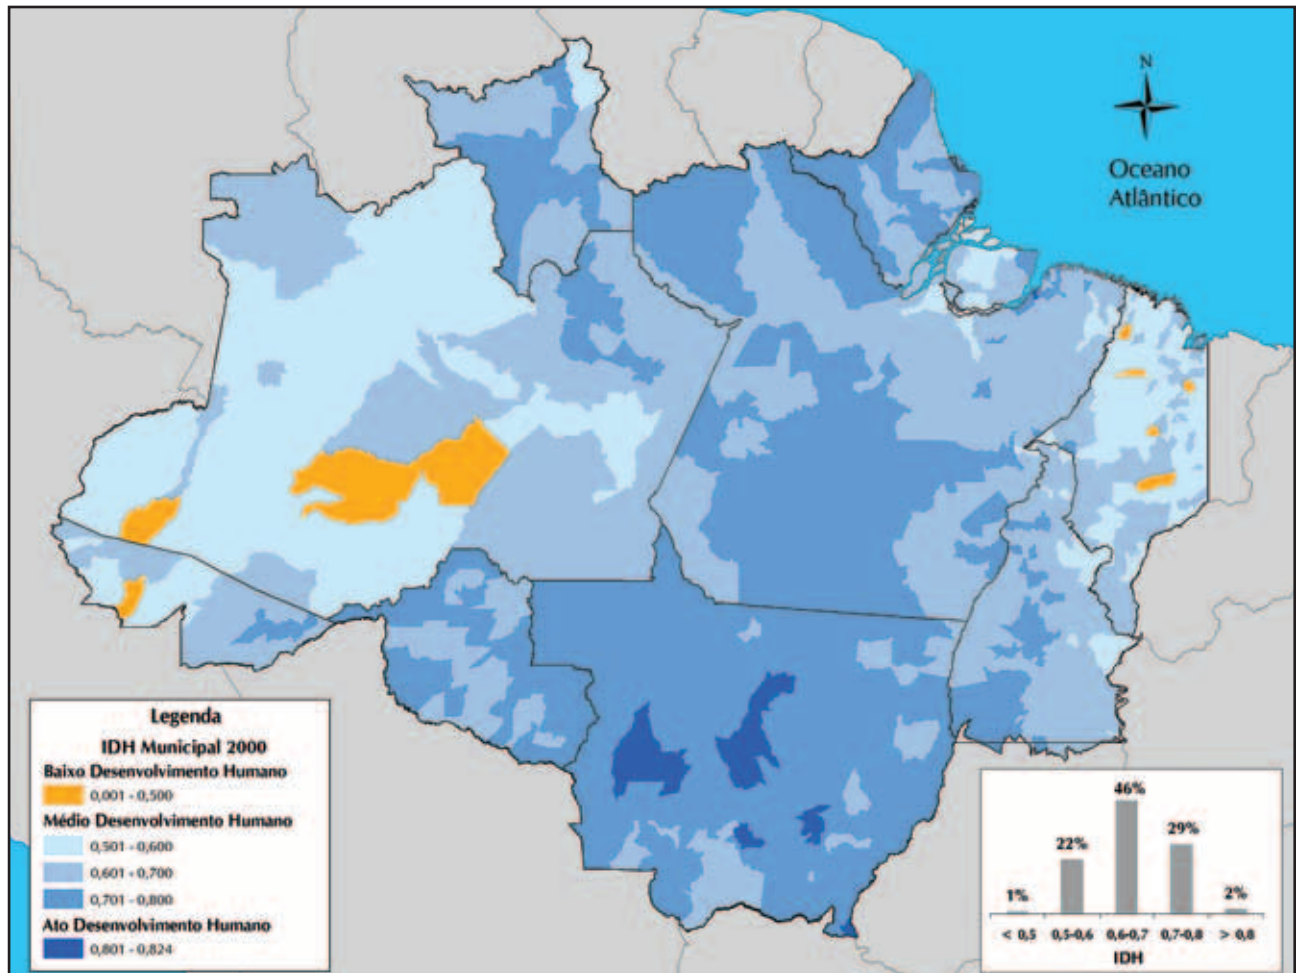 N
Oceano
Atlântico
Legenda
IDH Municipal 2000
Baixo Desenvolvimento Humano
0,001 - 0,500
Médio Desenvolvimento Humano
0,501 - 0,600
0,601 - 0,700
0,701 - 0,800
Ato Desenvolvimento Humano
0,801 - 0,824
46%
29%
22%
1%
2%
< 0,5 0,5-0,6 0,6-0,7 0,7-0,8 > 0,8
IDH